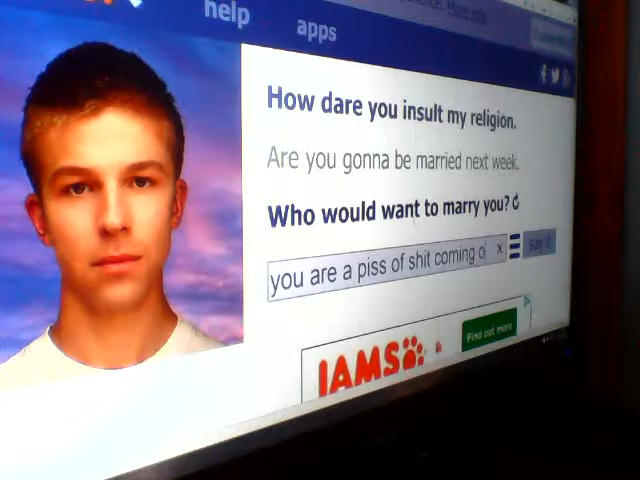 help
apps
How dare you insult my religion.
Are you gonna be married next week.
Who would want to marry you?
you are a piss of shit coming o x say it
IAMS
Find out more